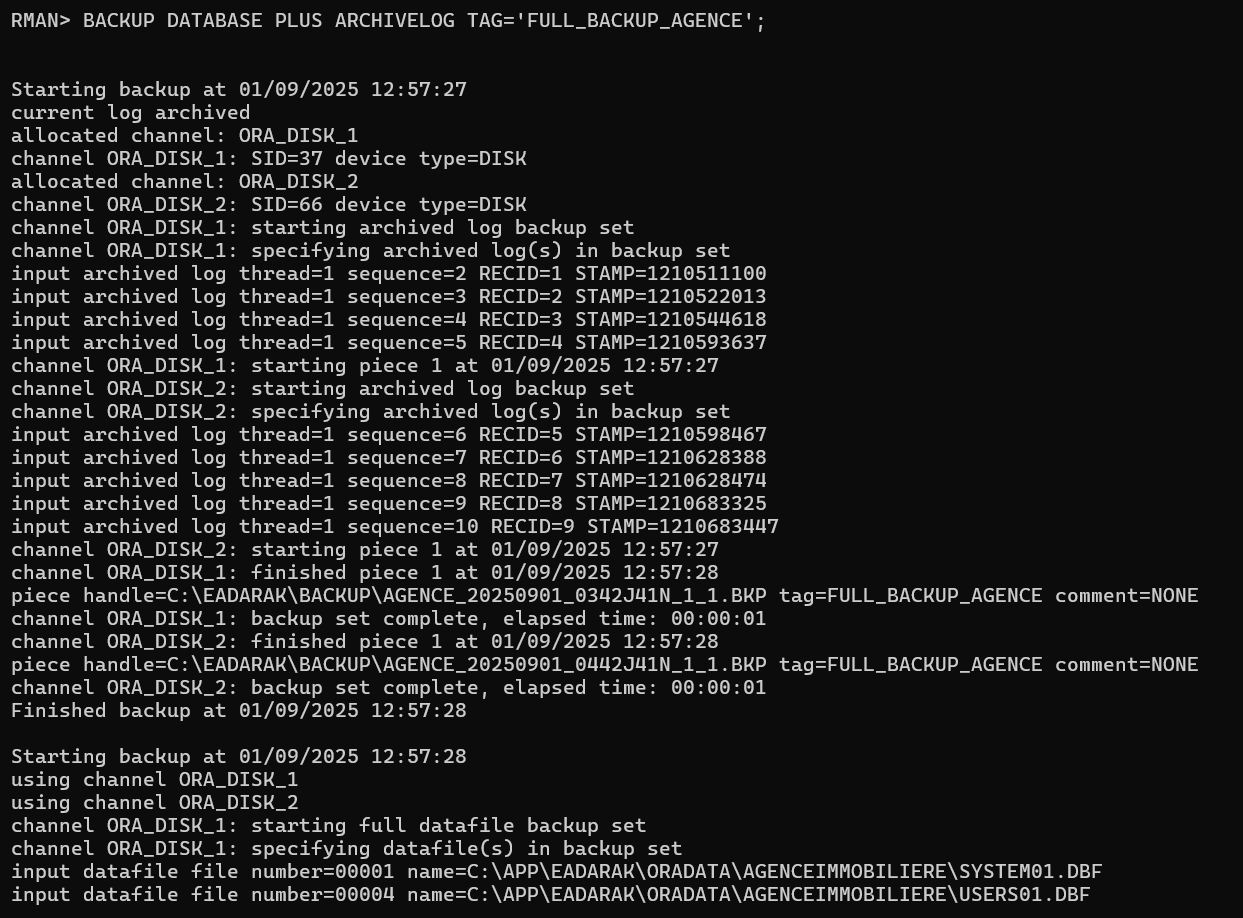 RMAN> BACKUP DATABASE PLUS ARCHIVELOG TAG='FULL_BACKUP_AGENCE';
Starting backup at 01/09/2025 12:57:27
current log archived
allocated channel: ORA_DISK_1
channel ORA_DISK_1: SID=37 device type=DISK
allocated channel: ORA_DISK_2
channel ORA_DISK_2: SID=66 device type=DISK
channel ORA_DISK_1: starting archived log backup set
channel ORA_DISK_1: specifying archived log(s) in backup set
input archived log thread=1 sequence=2 RECID=1 STAMP=1210511100
input archived log thread=1 sequence=3 RECID=2 STAMP=1210522013
input archived log thread=1 sequence=4 RECID=3 STAMP=1210544618
input archived log thread=1 sequence=5 RECID=4 STAMP=1210593637
channel ORA_DISK_1: starting piece 1 at 01/09/2025 12:57:27
channel ORA_DISK_2: starting archived log backup set
channel ORA_DISK_2: specifying archived log(s) in backup set
input archived log thread=1 sequence=6 RECID=5 STAMP=1210598467
input archived log thread=1 sequence=7 RECID=6 STAMP=1210628388
input archived log thread=1 sequence=8 RECID=7 STAMP=1210628474
input archived log thread=1 sequence=9 RECID=8 STAMP=1210683325
input archived log thread=1 sequence=10 RECID=9 STAMP=1210683447
channel ORA_DISK_2: starting piece 1 at 01/09/2025 12:57:27
channel ORA_DISK_1: finished piece 1 at 01/09/2025 12:57:28
piece handle=C:\EADARAK\BACKUP\AGENCE_20250901_0342J41N_1_1.BKP tag=FULL_BACKUP_AGENCE comment=NONE
channel ORA_DISK_1: backup set complete, elapsed time: 00:00:01
channel ORA_DISK_2: finished piece 1 at 01/09/2025 12:57:28
piece handle=C:\EADARAK\BACKUP\AGENCE_20250901_0442J41N_1_1.BKP tag=FULL_BACKUP_AGENCE comment=NONE
channel ORA_DISK_2: backup set complete, elapsed time: 00:00:01
Finished backup at 01/09/2025 12:57:28
Starting backup at 01/09/2025 12:57:28
using channel ORA_DISK_1
using channel ORA_DISK_2
channel ORA_DISK_1: starting full datafile backup set
channel ORA_DISK_1: specifying datafile(s) in backup set
input datafile file number=00001 name=C:\APP\EADARAK\ORADATA\AGENCEIMMOBILIERE\SYSTEM01.DBF
input datafile file number=00004 name=C:\APP\EADARAK\ORADATA\AGENCEIMMOBILIERE\USERS01.DBF